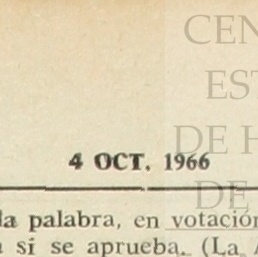 CEN
EST
DE H
4 OCT. 1966
DE
la palabra, en votación
si se aprueba. (La